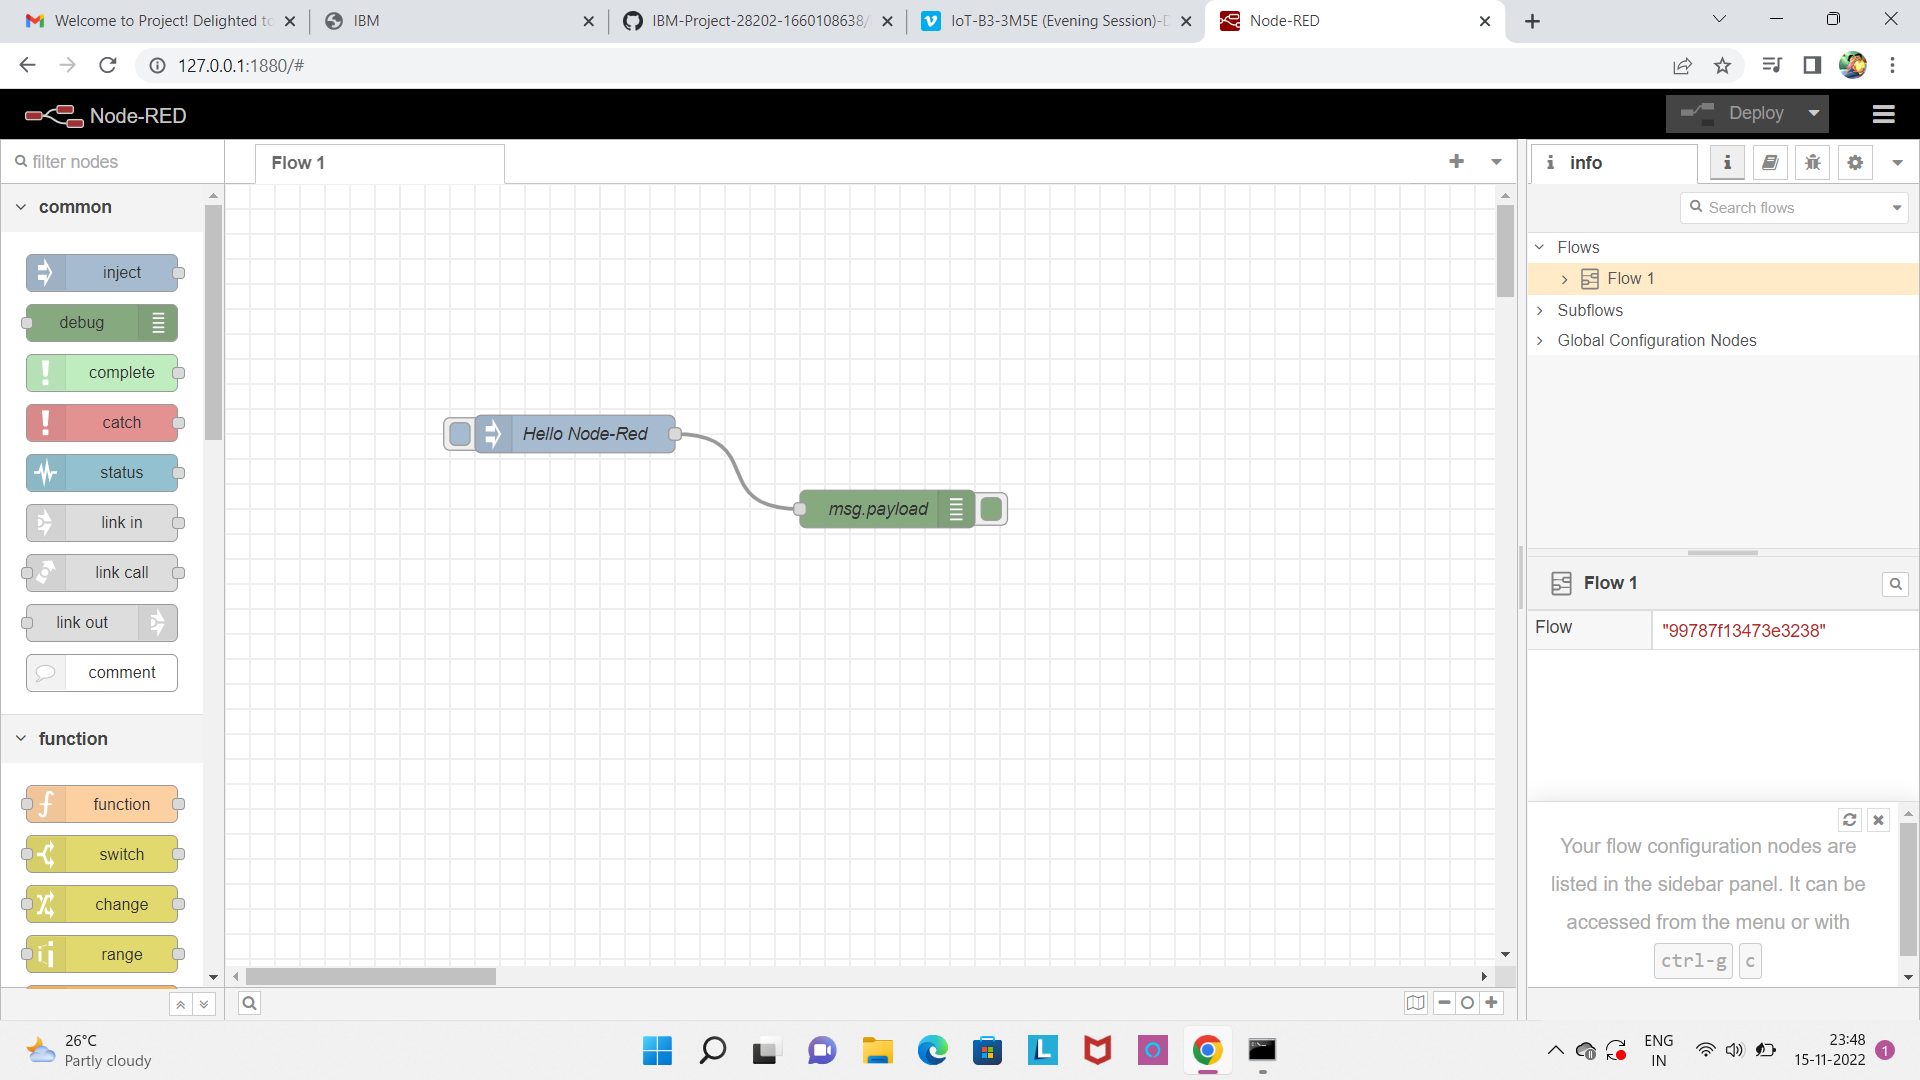 Welcome to Project! Delighted to
IBM
IBM-Project-28202-1660108638/
IoT-B3-3M5E (Evening Session)-D
Node-RED
127.0.0.1:1880/#
Node-RED
Deploy
filter nodes
Flow 1
info
Search flows
common
inject
debug
complete
catch
status
link in
link call
link out
comment
function
function
switch
change
range
Hello Node-Red
msg.payload
Flows
Flow 1
Subflows
Global Configuration Nodes
Flow 1
Flow
"99787f13473e3238"
Your flow configuration nodes are
listed in the sidebar panel. It can be
accessed from the menu or with
ctrl-g c
26°C
Partly cloudy
ENG
IN
23:48
15-11-2022
1